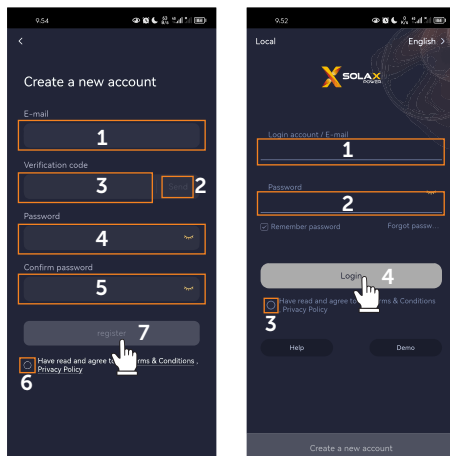 9.54
Create a new account
E-mail
1
Verification code
3
Send 2
Password
4
Confirm password
5
register 7
Have read and agree to ms & Conditions ,
Privacy Policy
6
9.52
Local English >
SOLAX
POWER
Login account / E-mail
1
Password
2
Remember password Forgot passw...
Login 4
Have read and agree to ms & Conditions
, Privacy Policy
3
Help Demo
Create a new account